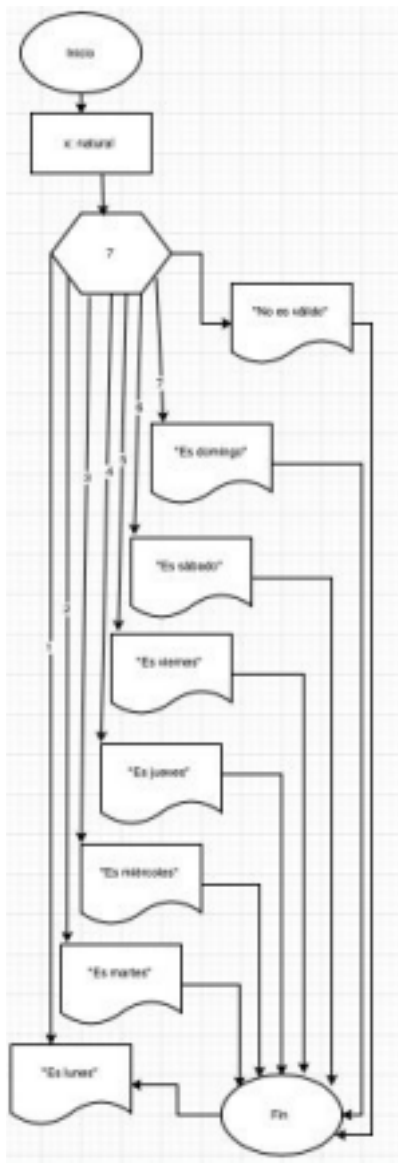 Inicio
x: natural
7
"No es válido"
7
"Es domingo"
6
5
4
3
"Es sábado"
2
"Es viernes"
1
"Es jueves"
"Es miércoles"
"Es martes"
"Es lunes"
Fin